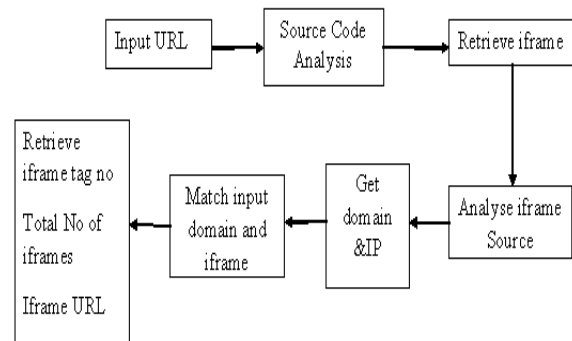 Input URL
Source Code
Analysis
Retrieve iframe
Analyse iframe
Source
Get
domain
&IP
Match input
domain and
iframe
Retrieve
iframe tag no
Total No of
iframes
Iframe URL